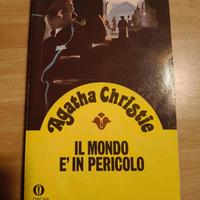 Agatha Christie
IL MONDO
E' IN PERICOLO
OSCAR